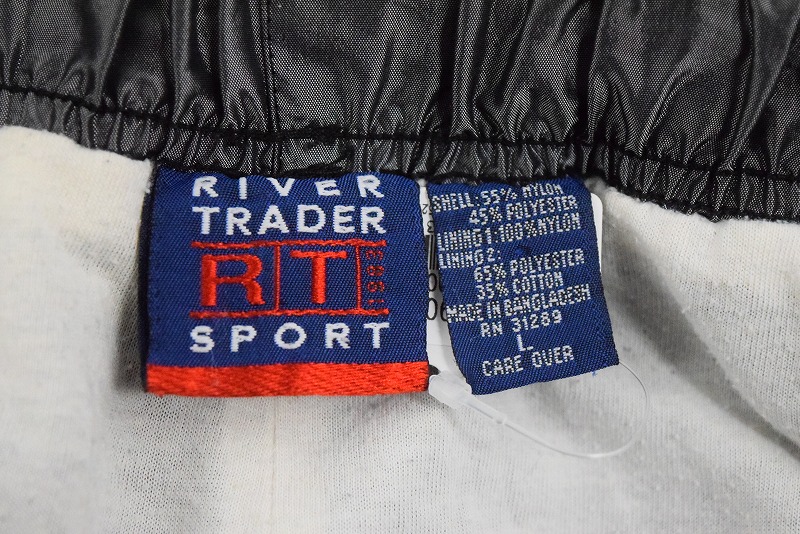 RIVER
TRADER
RT 1983
SPORT
SHELL: 55% NYLON
45% POLYESTER
LINING 1:100% NYLON
LINING 2:
65% POLYESTER
35% COTTON
MADE IN BANGLADESH
RN 31289
L
CARE OVER